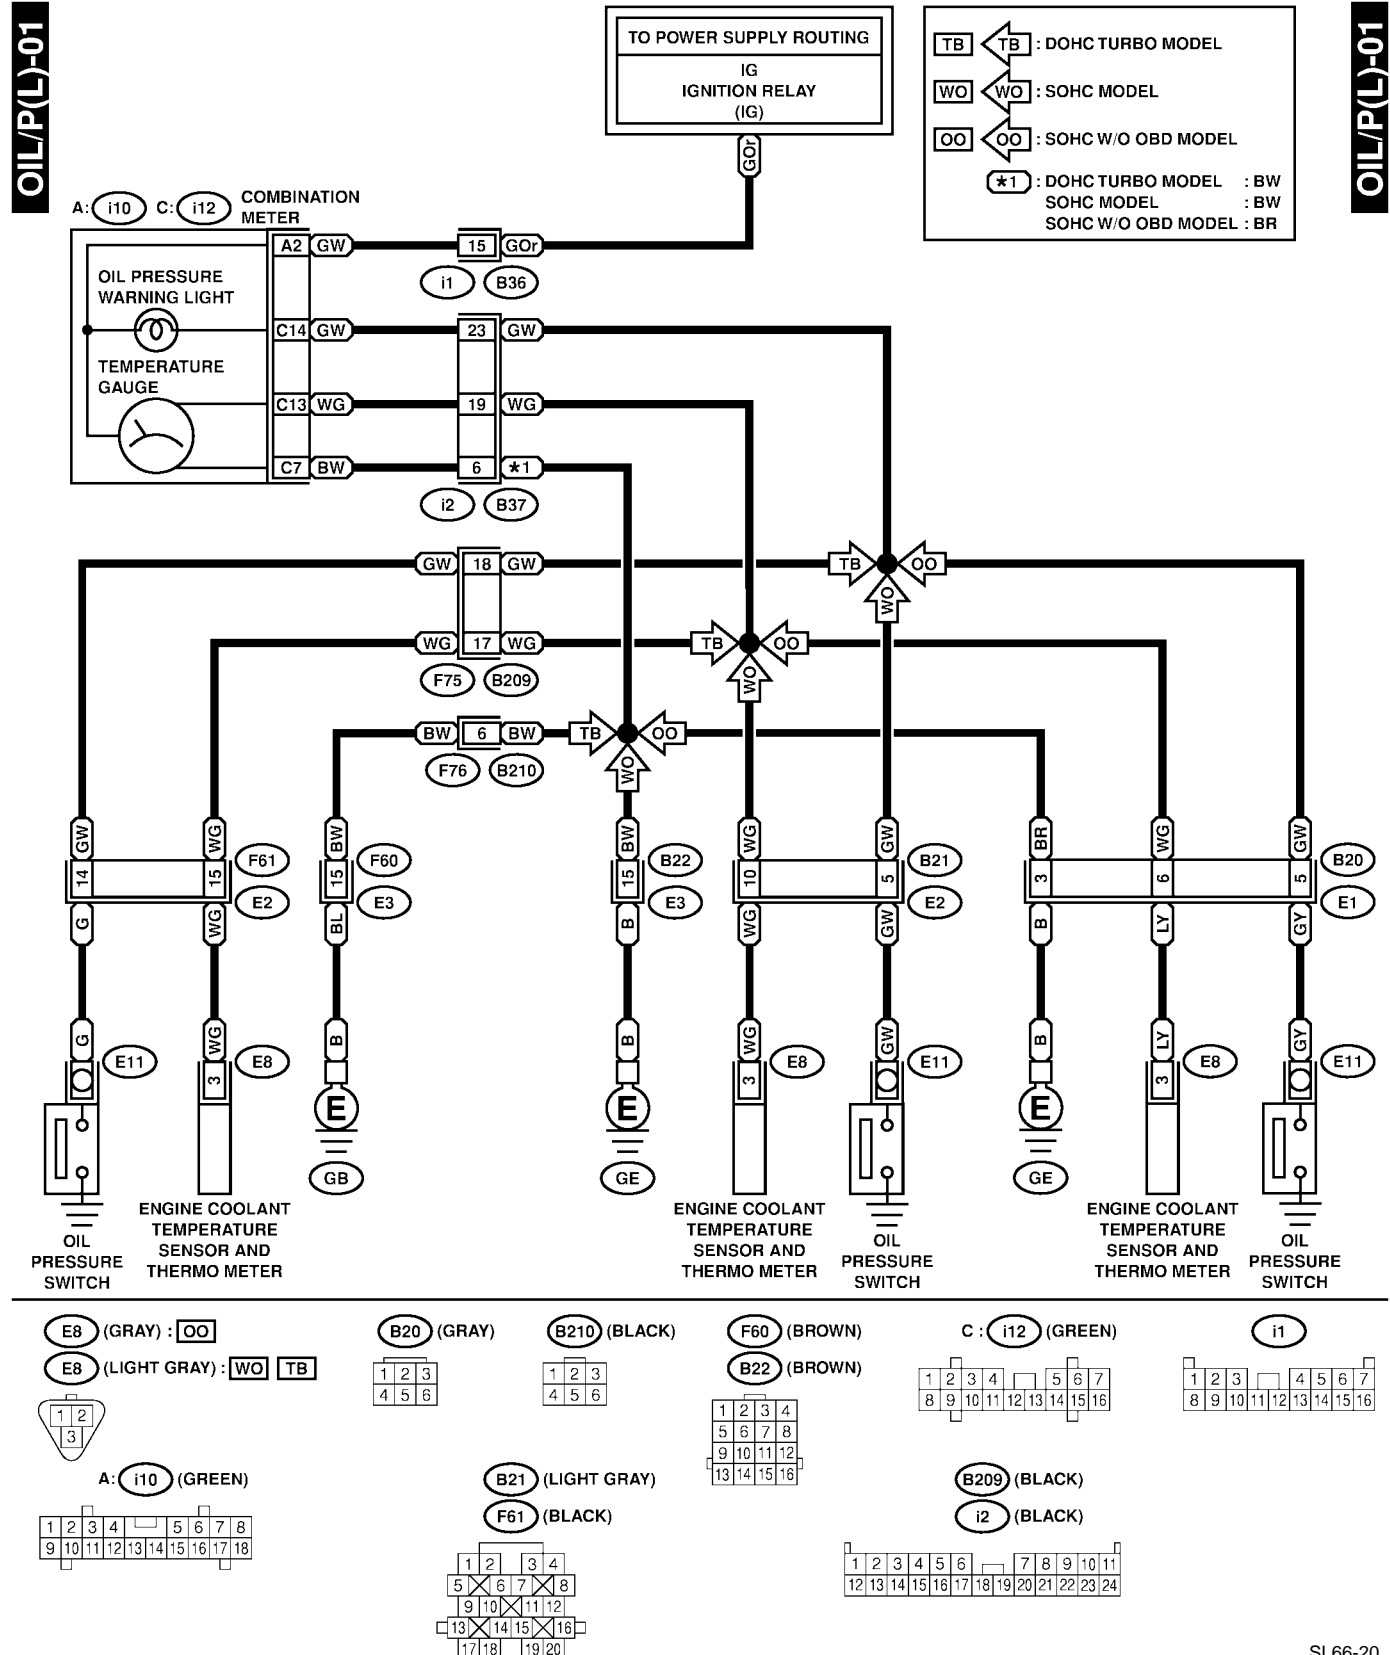 OIL/P(L)-01
OIL/P(L)-01
TO POWER SUPPLY ROUTING
IG
IGNITION RELAY
(IG)
GOr
TB TB : DOHC TURBO MODEL
WO WO : SOHC MODEL
OO OO : SOHC W/O OBD MODEL
*1 : DOHC TURBO MODEL : BW
SOHC MODEL : BW
SOHC W/O OBD MODEL : BR
A: i10 C: i12 COMBINATION
METER
A2 GW 15 GOr
i1 B36
OIL PRESSURE
WARNING LIGHT
C14 GW 23 GW
TEMPERATURE
GAUGE
C13 WG 19 WG
C7 BW 6 *1
i2 B37
GW 18 GW TB OO
WO
WG 17 WG TB OO
WO
F75 B209
BW 6 BW TB OO
WO
F76 B210
GW WG BW BW WG GW BR WG GW
14 15 F61 15 F60 15 B22 10 5 B21 3 6 5 B20
E2 E3 E3 E2 E1
G WG BL B WG GW B LY GY
G WG B B WG GW B LY GY
E11 3 E8 3 E8 E11 3 E8 E11
E E E
GB GE GE
ENGINE COOLANT
TEMPERATURE
SENSOR AND
THERMO METER
OIL
PRESSURE
SWITCH
ENGINE COOLANT
TEMPERATURE
SENSOR AND
THERMO METER
OIL
PRESSURE
SWITCH
ENGINE COOLANT
TEMPERATURE
SENSOR AND
THERMO METER
OIL
PRESSURE
SWITCH
E8 (GRAY) : OO
E8 (LIGHT GRAY) : WO TB
1 2
3
B20 (GRAY)
1 2 3
4 5 6
B210 (BLACK)
1 2 3
4 5 6
F60 (BROWN)
B22 (BROWN)
1 2 3 4
5 6 7 8
9 10 11 12
13 14 15 16
C : i12 (GREEN)
1 2 3 4 5 6 7
8 9 10 11 12 13 14 15 16
i1
1 2 3 4 5 6 7
8 9 10 11 12 13 14 15 16
A: i10 (GREEN)
1 2 3 4 5 6 7 8
9 10 11 12 13 14 15 16 17 18
B21 (LIGHT GRAY)
F61 (BLACK)
1 2 3 4
5 6 7 8
9 10 11 12
13 14 15 16
17 18 19 20
B209 (BLACK)
i2 (BLACK)
1 2 3 4 5 6 7 8 9 10 11
12 13 14 15 16 17 18 19 20 21 22 23 24
SL66-20